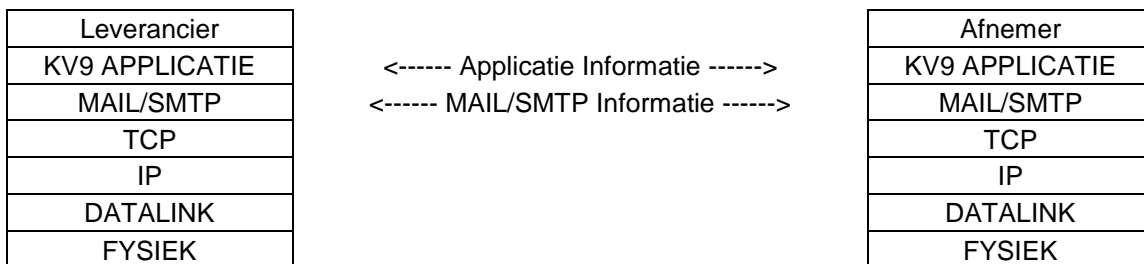 Leverancier Afnemer
KV9 APPLICATIE <------ Applicatie Informatie ------> KV9 APPLICATIE
MAIL/SMTP <------ MAIL/SMTP Informatie ------> MAIL/SMTP
TCP TCP
IP IP
DATALINK DATALINK
FYSIEK FYSIEK